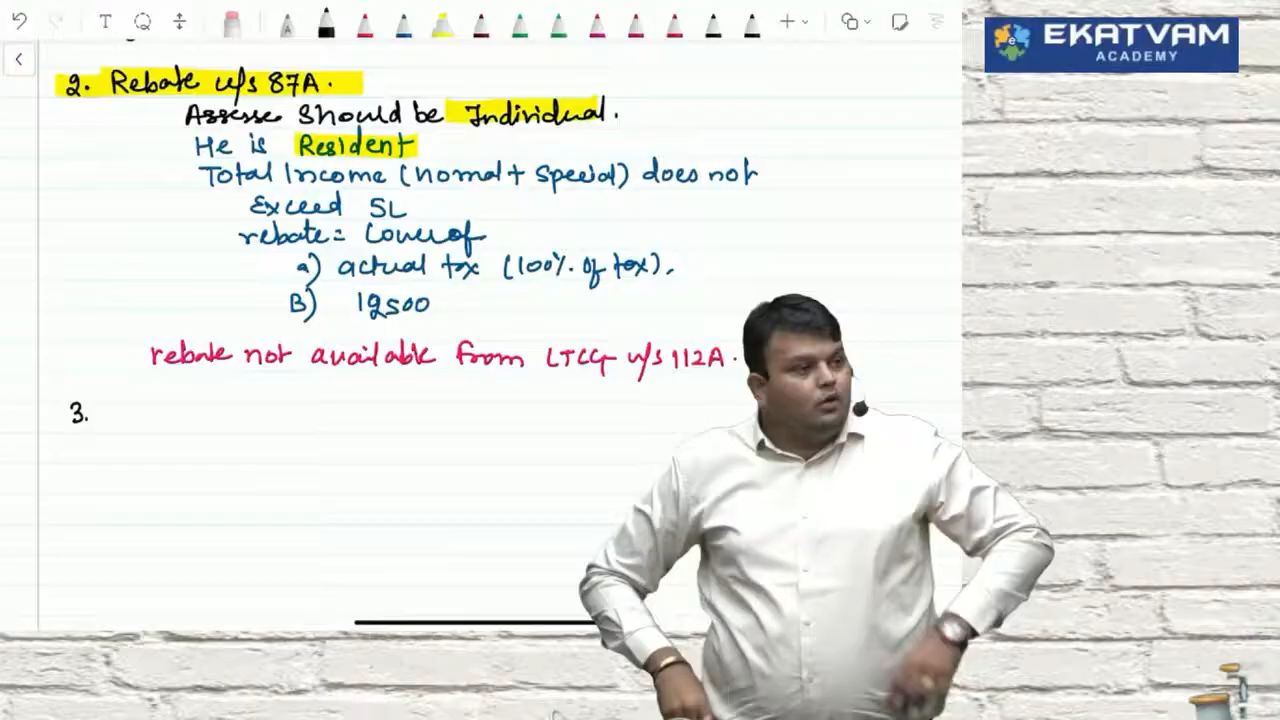 EKATVAM
ACADEMY
2. Rebate u/s 87A.
Assesse Should be Individual.
He is Resident
Total Income (nomal + Special) does not
Exceed 5L
rebate = Lower of
a) actual tax (100% of tax).
B) 12500
rebate not available from LTCG u/s 112A.
3.